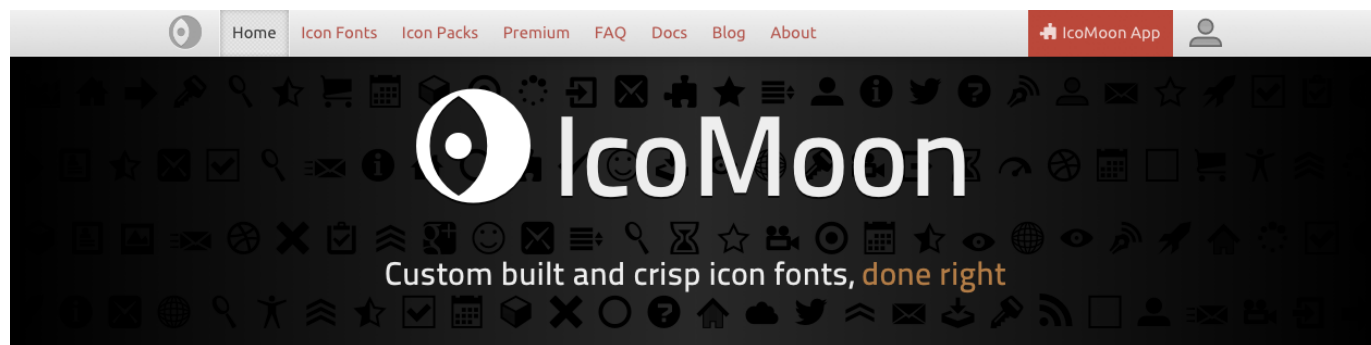 Home Icon Fonts Icon Packs Premium FAQ Docs Blog About IcoMoon App
IcoMoon
Custom built and crisp icon fonts, done right